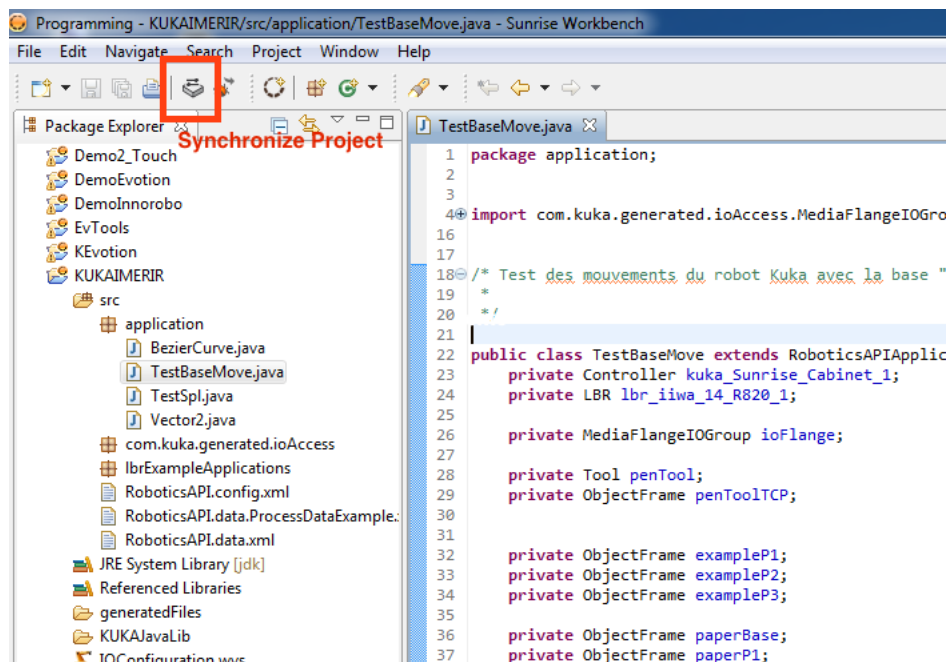 Programming - KUKAIMERIR/src/application/TestBaseMove.java - Sunrise Workbench
File Edit Navigate Search Project Window Help
Synchronize Project
Package Explorer
Demo2_Touch
DemoEvotion
DemoInnorobo
EvTools
KEvotion
KUKAIMERIR
src
application
BezierCurve.java
TestBaseMove.java
TestSpl.java
Vector2.java
com.kuka.generated.ioAccess
lbrExampleApplications
RoboticsAPI.config.xml
RoboticsAPI.data.ProcessDataExample.
RoboticsAPI.data.xml
JRE System Library [jdk]
Referenced Libraries
generatedFiles
KUKAJavaLib
IOConfiguration.wvs
TestBaseMove.java
1 package application;
2
3
4 import com.kuka.generated.ioAccess.MediaFlangeIOGro
16
17
18 /* Test des mouvements du robot Kuka avec la base "
19 *
20 */
21
22 public class TestBaseMove extends RoboticsAPIApplic
23 private Controller kuka_Sunrise_Cabinet_1;
24 private LBR lbr_iiwa_14_R820_1;
25
26 private MediaFlangeIOGroup ioFlange;
27
28 private Tool penTool;
29 private ObjectFrame penToolTCP;
30
31
32 private ObjectFrame exampleP1;
33 private ObjectFrame exampleP2;
34 private ObjectFrame exampleP3;
35
36 private ObjectFrame paperBase;
37 private ObjectFrame paperP1;